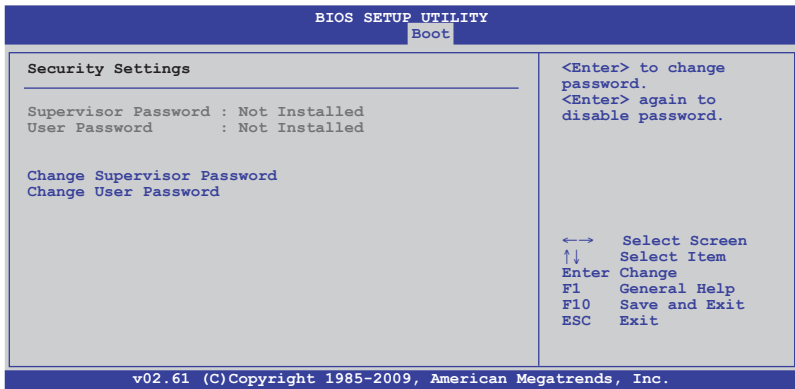 BIOS SETUP UTILITY
Boot
Security Settings
Supervisor Password : Not Installed
User Password : Not Installed
Change Supervisor Password
Change User Password
<Enter> to change
password.
<Enter> again to
disable password.
←→ Select Screen
↑↓ Select Item
Enter Change
F1 General Help
F10 Save and Exit
ESC Exit
v02.61 (C)Copyright 1985-2009, American Megatrends, Inc.